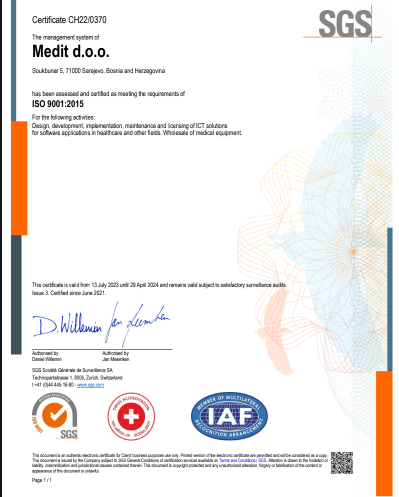 SGS
Certificate CH22/0370
The management system of
Medit d.o.o.
Soukbunar 5, 71000 Sarajevo, Bosnia and Herzegovina
has been assessed and certified as meeting the requirements of
ISO 9001:2015
For the following activities:
Design, development, implementation, maintenance and licensing of ICT solutions
for software applications in healthcare and other fields. Wholesale of medical equipment.
This certificate is valid from 13 July 2023 until 29 April 2024 and remains valid subject to satisfactory surveillance audits.
Issue 3. Certified since June 2021.
D. Willemin Jan Meemken
Authorised by Authorised by
Daniel Willemin Jan Meemken
SGS Société Générale de Surveillance SA
Technoparkstrasse 1, 8005, Zurich, Switzerland
t +41 (0)44 445-16-80 - www.sgs.com
ISO 9001
SGS
SWISS ACCREDITATION
MEMBER OF MULTILATERAL
IAF
RECOGNITION ARRANGEMENT
This document is an authentic electronic certificate for Client business purposes use only. Printed version of the electronic certificate are permitted and will be considered as a copy.
This document is issued by the Company subject to SGS General Conditions of certification services available on Terms and Conditions | SGS. Attention is drawn to the limitation of
liability, indemnification and jurisdictional clauses contained therein. This document is copyright protected and any unauthorized alteration, forgery or falsification of the content or
appearance of this document is unlawful.
Page 1 / 1